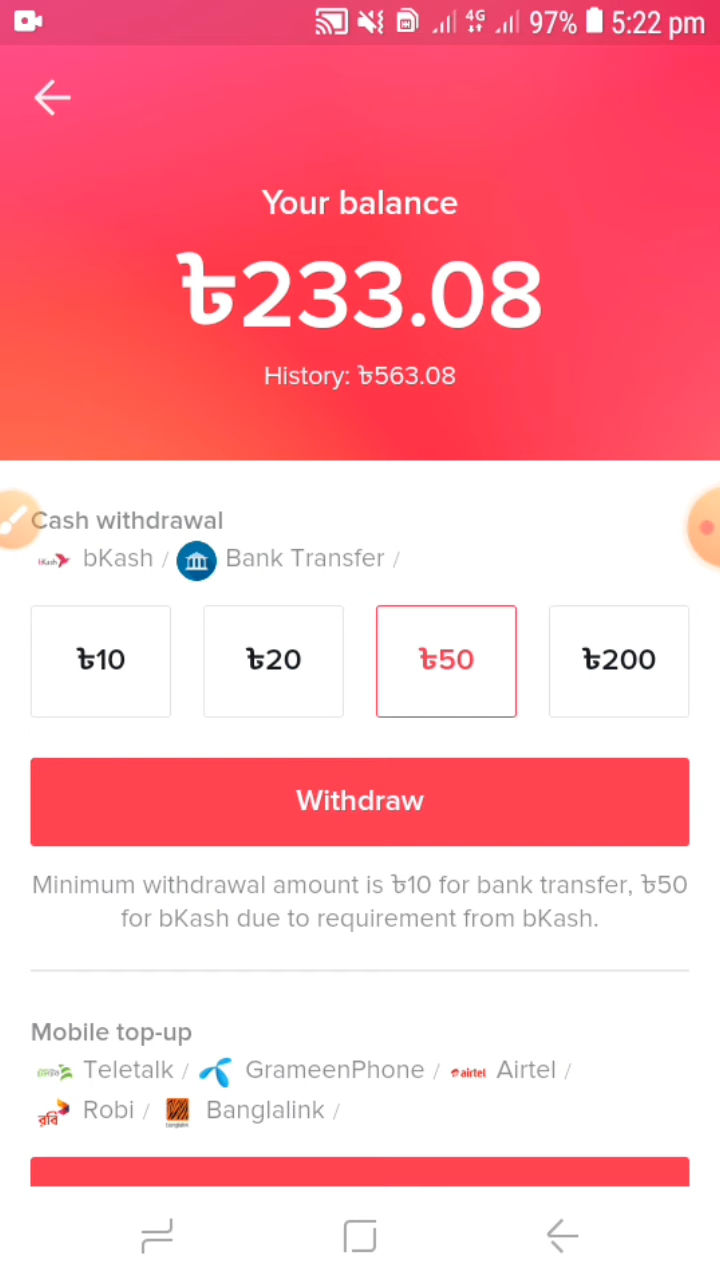 4G 97% 5:22 pm
Your balance
৳233.08
History: ৳563.08
Cash withdrawal
bKash bKash / Bank Transfer /
৳10 ৳20 ৳50 ৳200
Withdraw
Minimum withdrawal amount is ৳10 for bank transfer, ৳50
for bKash due to requirement from bKash.
Mobile top-up
Teletalk / GrameenPhone / airtel Airtel /
রবি Robi / banglalink Banglalink /